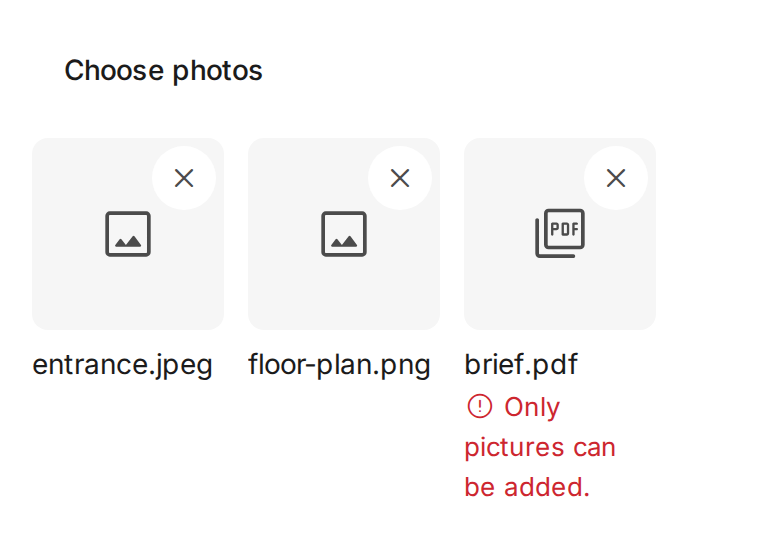 Choose photos
PDF
entrance.jpeg
floor-plan.png
brief.pdf
Only
pictures can
be added.